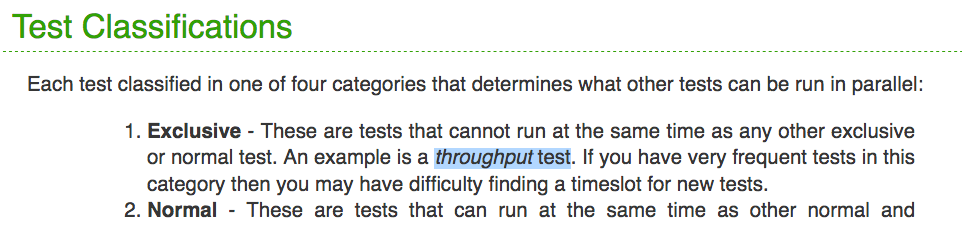 Test Classifications
Each test classified in one of four categories that determines what other tests can be run in parallel:
1. Exclusive - These are tests that cannot run at the same time as any other exclusive
or normal test. An example is a throughput test. If you have very frequent tests in this
category then you may have difficulty finding a timeslot for new tests.
2. Normal - These are tests that can run at the same time as other normal and